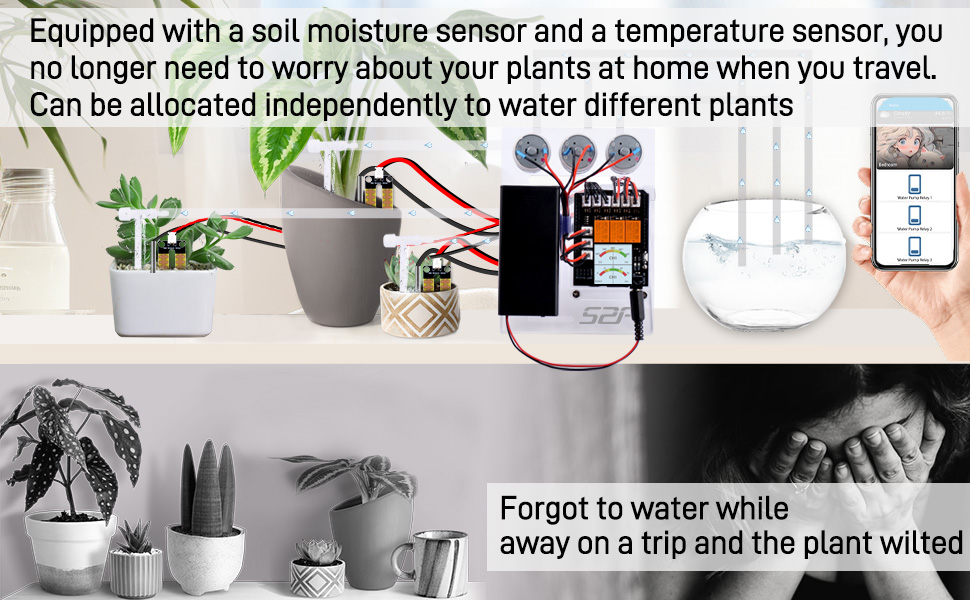 Equipped with a soil moisture sensor and a temperature sensor, you
no longer need to worry about your plants at home when you travel.
Can be allocated independently to water different plants
Bedroom
Water Pump Relay 1
Water Pump Relay 2
Water Pump Relay 3
Forgot to water while
away on a trip and the plant wilted